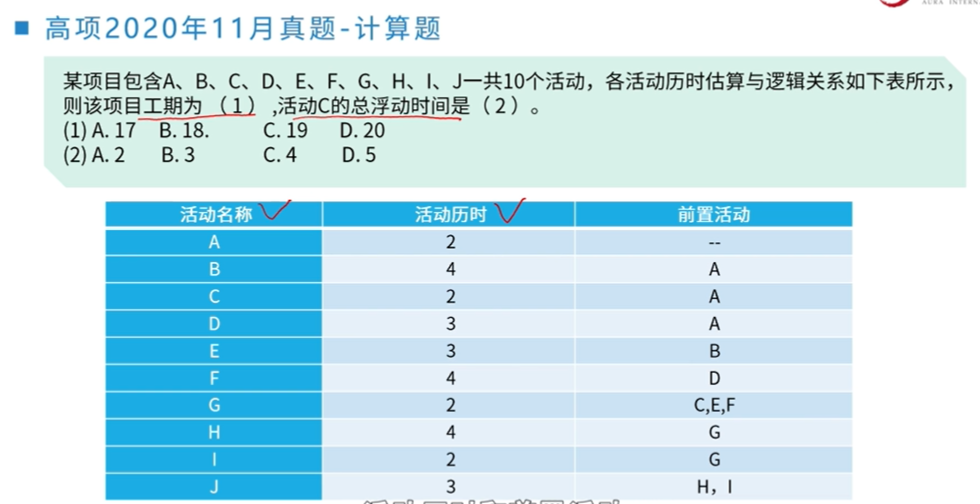 高项2020年11月真题-计算题
某项目包含A、B、C、D、E、F、G、H、I、J一共10个活动，各活动历时估算与逻辑关系如下表所示，
则该项目工期为 （1） ,活动C的总浮动时间是（2）。
(1) A. 17 B. 18. C. 19 D. 20
(2) A. 2 B. 3 C. 4 D. 5
活动名称 活动历时 前置活动
A 2 --
B 4 A
C 2 A
D 3 A
E 3 B
F 4 D
G 2 C,E,F
H 4 G
I 2 G
J 3 H，I